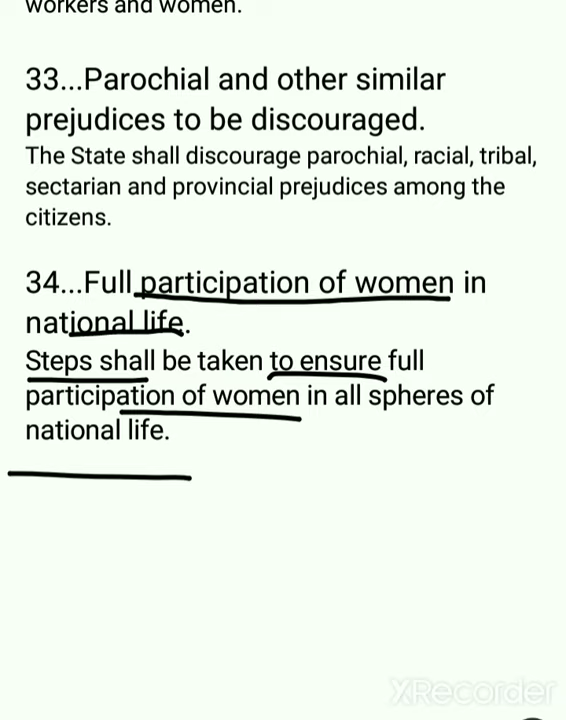 workers and women.
33...Parochial and other similar
prejudices to be discouraged.
The State shall discourage parochial, racial, tribal,
sectarian and provincial prejudices among the
citizens.
34...Full participation of women in
national life.
Steps shall be taken to ensure full
participation of women in all spheres of
national life.
XRecorder